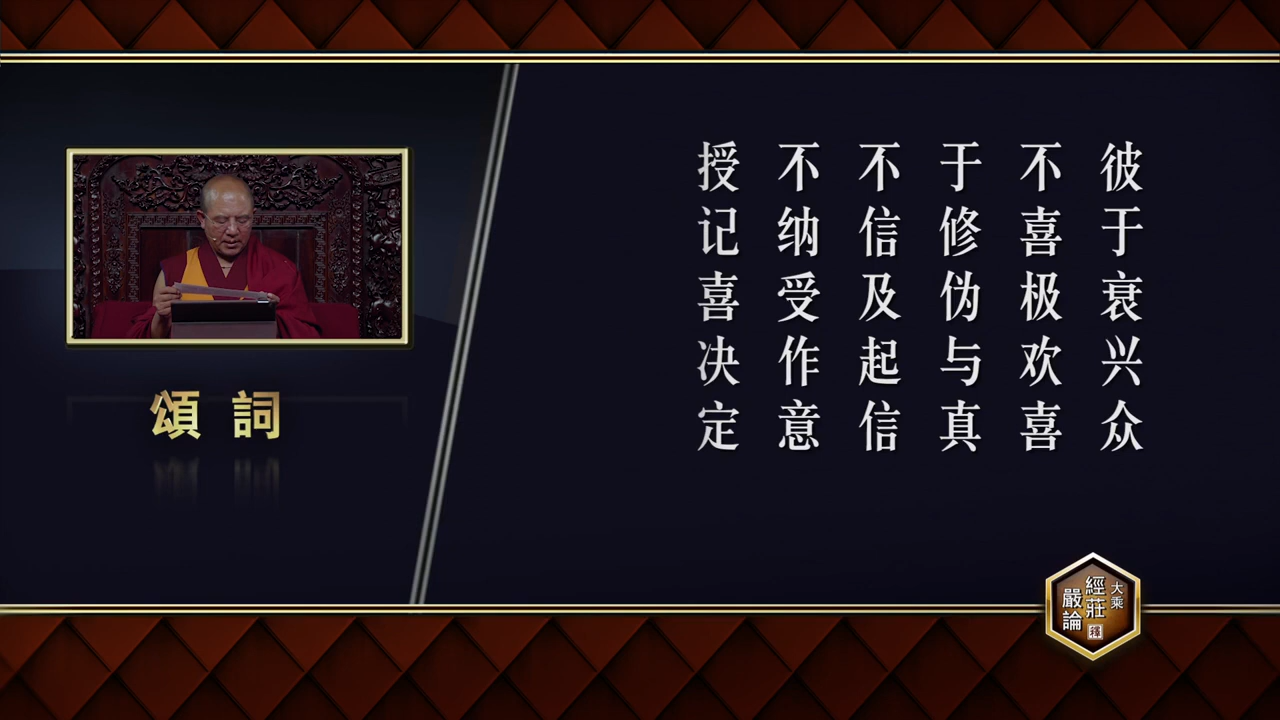 彼于衰兴众
不喜极欢喜
于修伪与真
不信及起信
不纳受作意
授记喜决定
頌詞
大乘
經莊
嚴論
釋